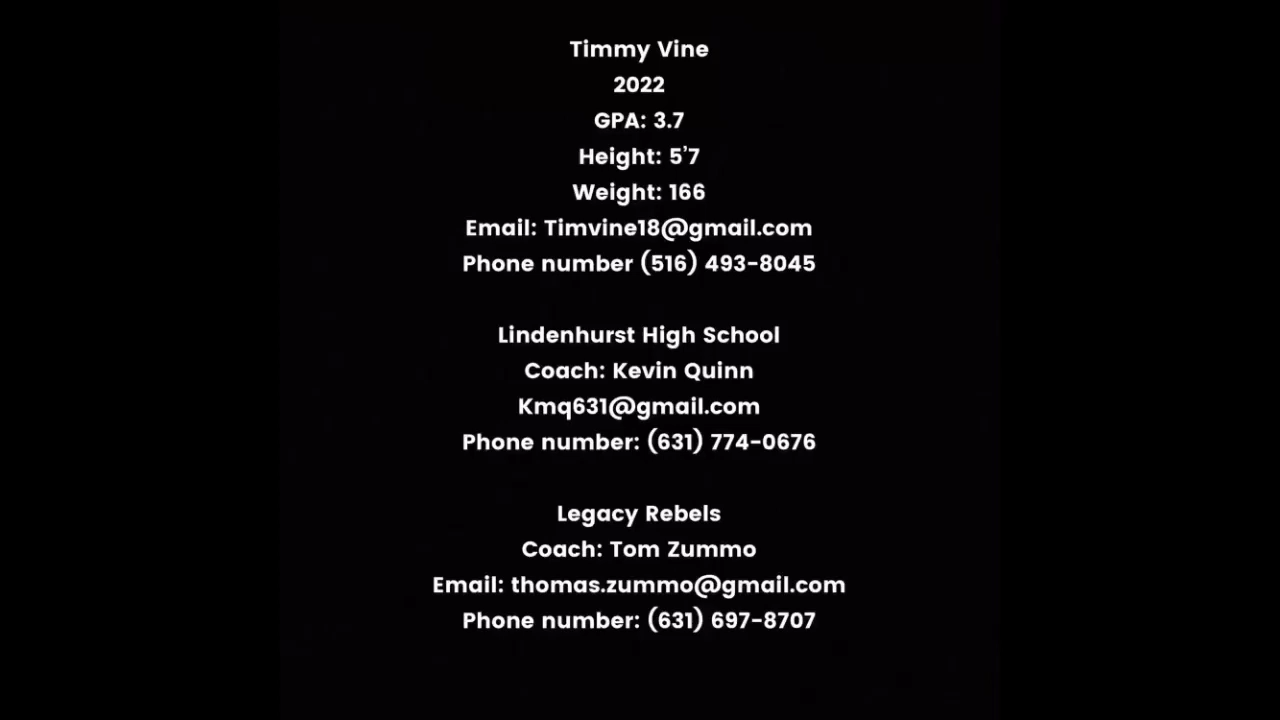 Timmy Vine
2022
GPA: 3.7
Height: 5’7
Weight: 166
Email: Timvine18@gmail.com
Phone number (516) 493-8045
Lindenhurst High School
Coach: Kevin Quinn
Kmq631@gmail.com
Phone number: (631) 774-0676
Legacy Rebels
Coach: Tom Zummo
Email: thomas.zummo@gmail.com
Phone number: (631) 697-8707